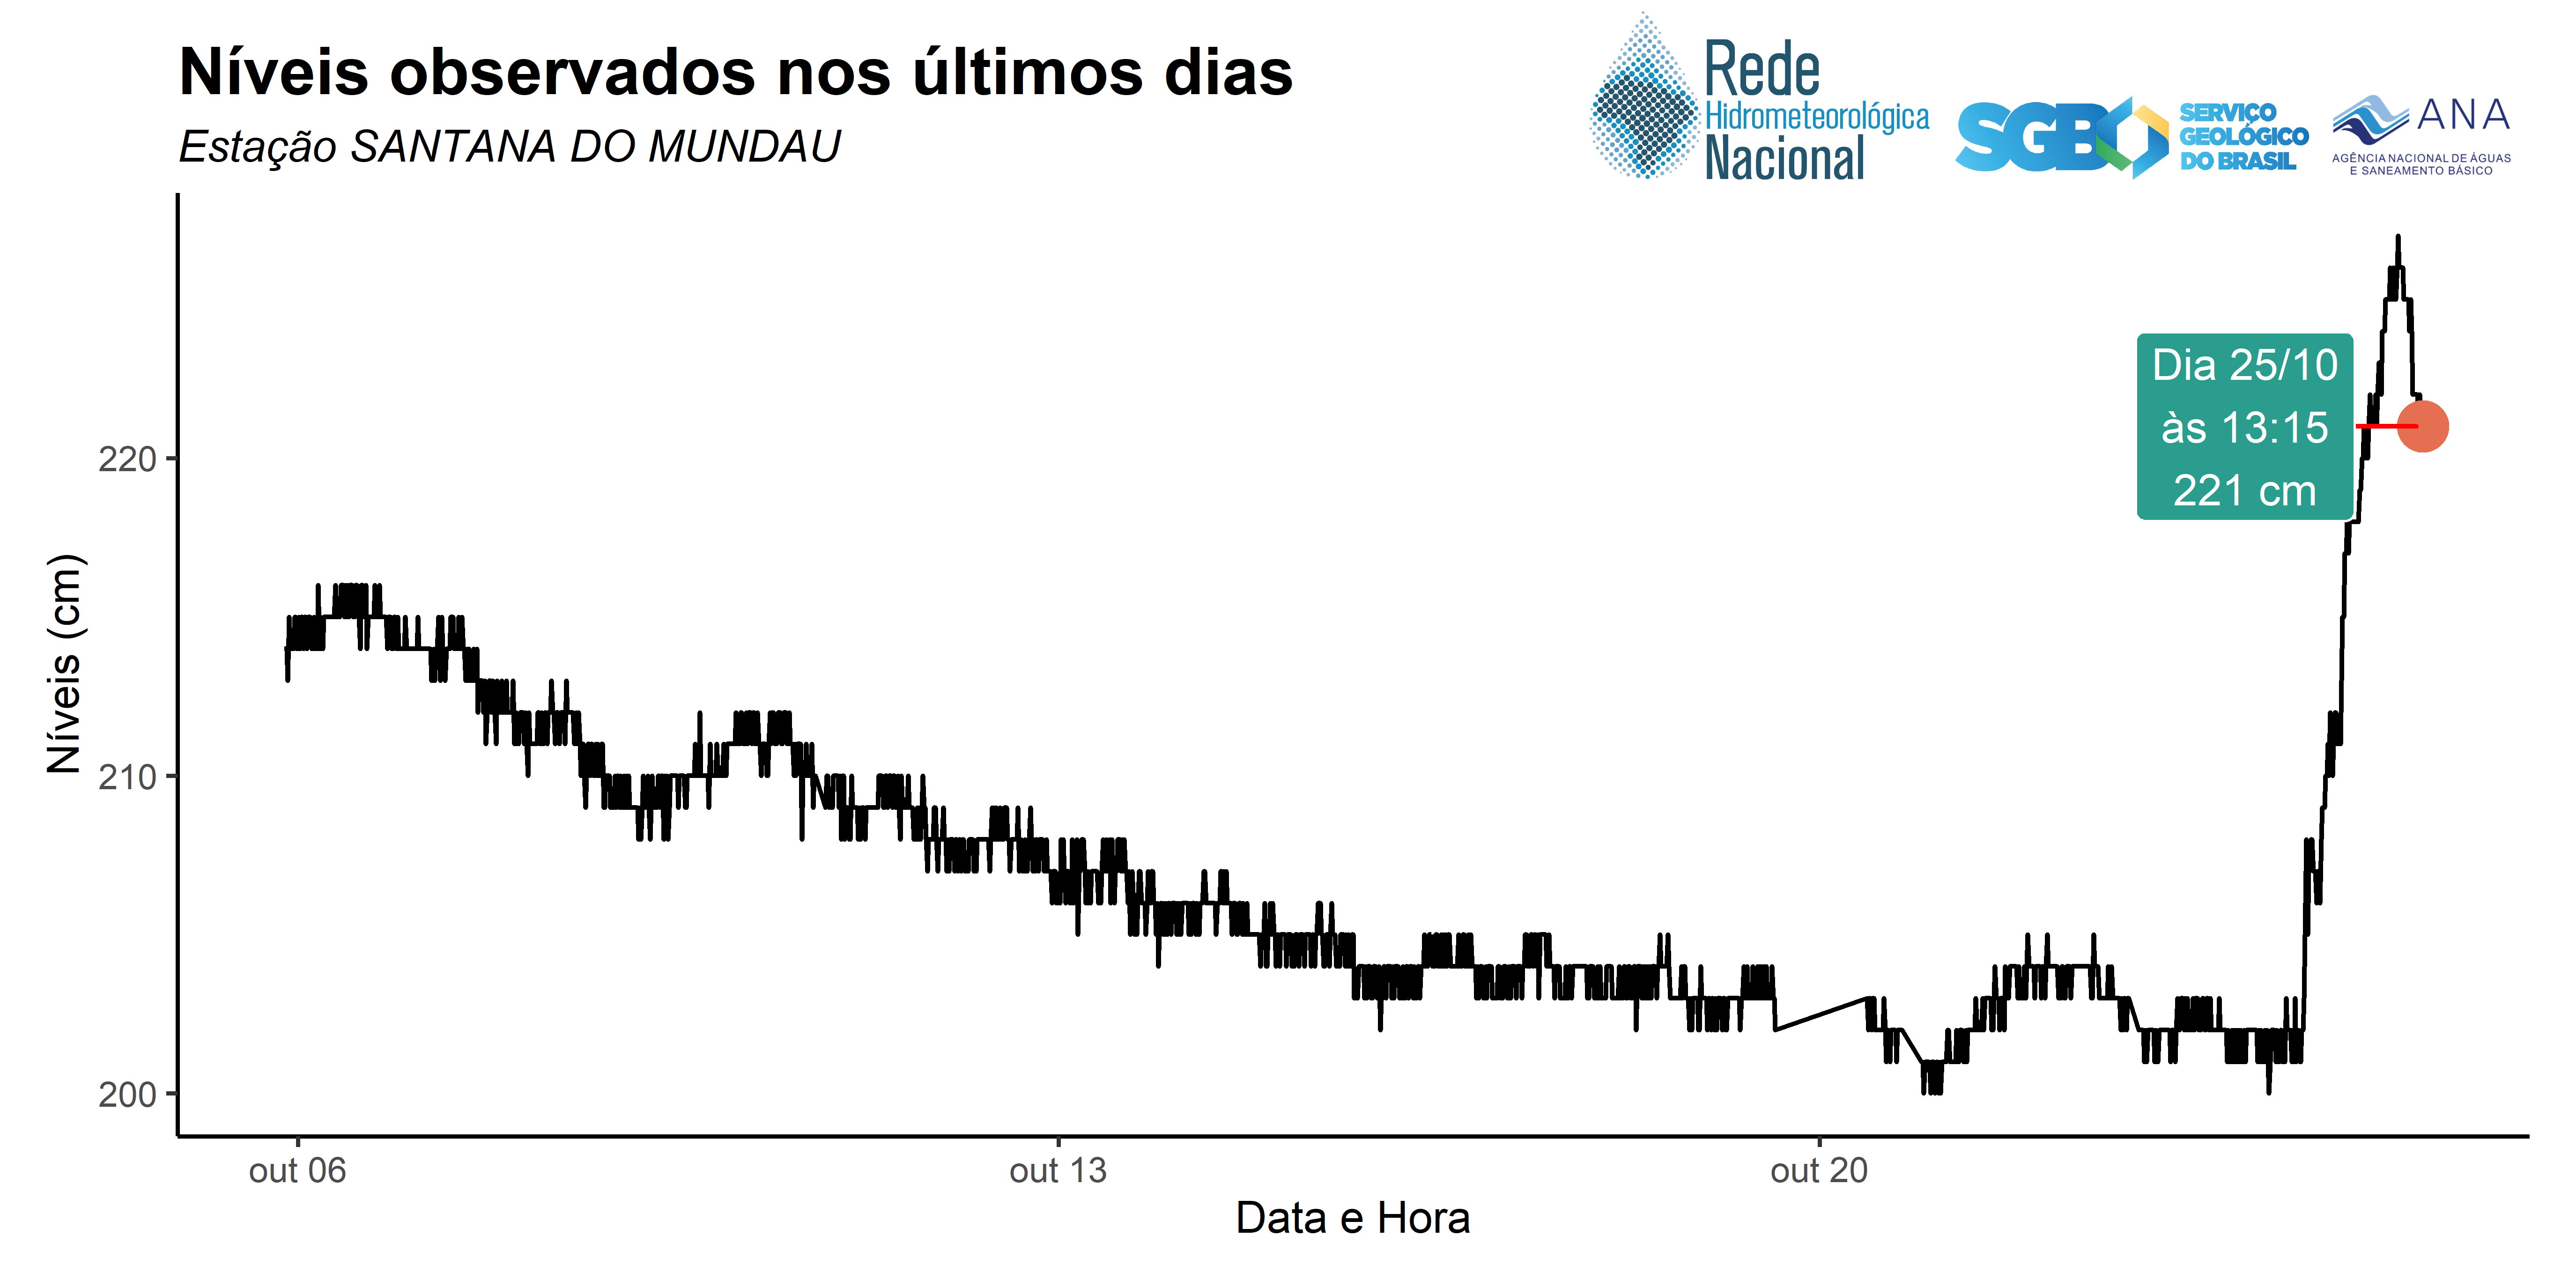 Níveis observados nos últimos dias
Estação SANTANA DO MUNDAU
Rede
Hidrometeorológica
Nacional
SGB
SERVIÇO
GEOLÓGICO
DO BRASIL
ANA
AGÊNCIA NACIONAL DE ÁGUAS
E SANEAMENTO BÁSICO
Dia 25/10
às 13:15
221 cm
Níveis (cm)
220
210
200
out 06
out 13
out 20
Data e Hora